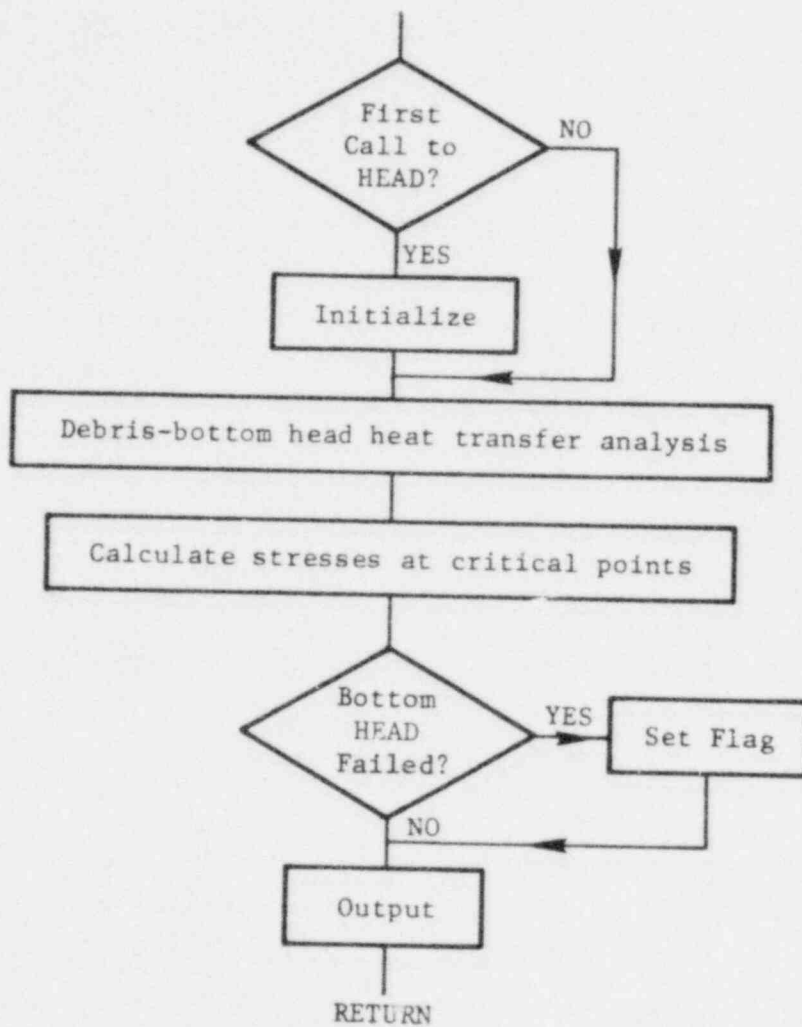 First
Call to
HEAD?
NO
YES
Initialize
Debris-bottom head heat transfer analysis
Calculate stresses at critical points
Bottom
HEAD
Failed?
YES
Set Flag
NO
Output
RETURN